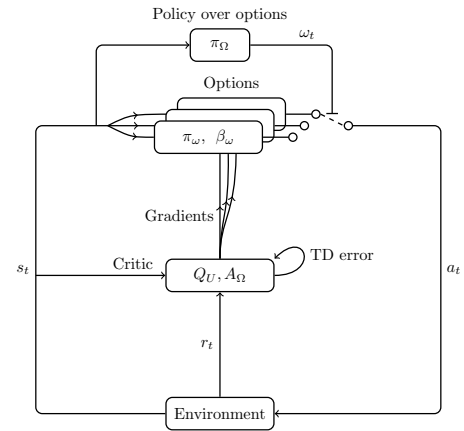 Policy over options
π_Ω
ω_t
Options
π_ω, β_ω
Gradients
Critic
TD error
s_t
Q_U, A_Ω
a_t
r_t
Environment